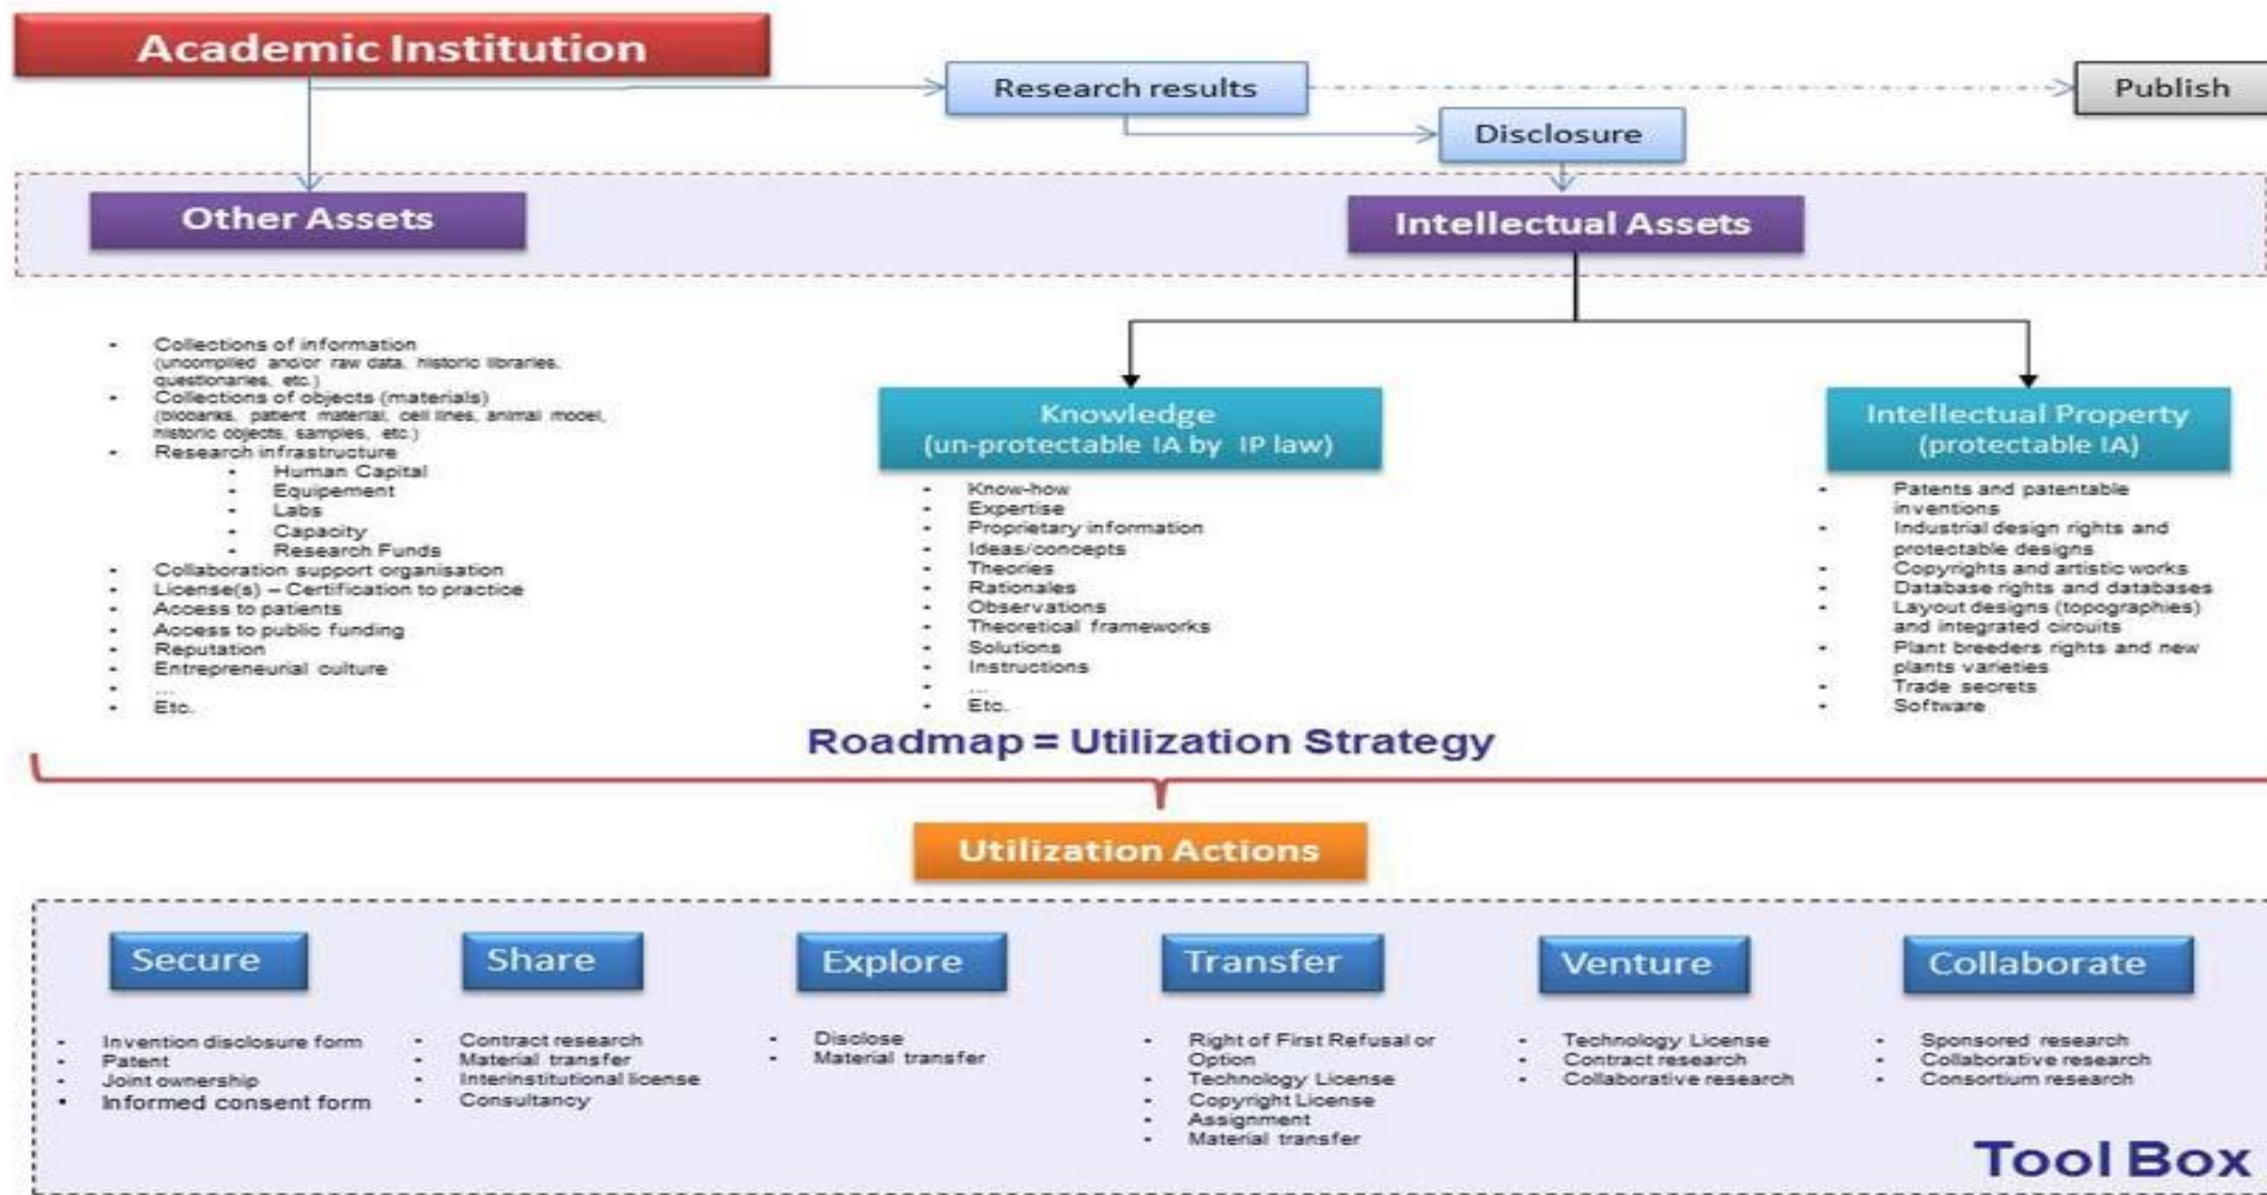 Academic Institution
Research results
Publish
Disclosure
Other Assets
Intellectual Assets
• Collections of information
(uncompiled and/or raw data, historic libraries,
questionaries, etc.)
• Collections of objects (materials)
(biobanks, patient material, cell lines, animal model,
historic objects, samples, etc.)
• Research infrastructure
• Human Capital
• Equipement
• Labs
• Capacity
• Research Funds
• Collaboration support organisation
• License(s) – Certification to practice
• Access to patients
• Access to public funding
• Reputation
• Entrepreneurial culture
• ...
• Etc.
Knowledge
(un-protectable IA by IP law)
• Know-how
• Expertise
• Proprietary information
• Ideas/concepts
• Theories
• Rationales
• Observations
• Theoretical frameworks
• Solutions
• Instructions
• ...
• Etc.
Intellectual Property
(protectable IA)
• Patents and patentable
inventions
• Industrial design rights and
protectable designs
• Copyrights and artistic works
• Database rights and databases
• Layout designs (topographies)
and integrated circuits
• Plant breeders rights and new
plants varieties
• Trade secrets
• Software
Roadmap = Utilization Strategy
Utilization Actions
Secure
• Invention disclosure form
• Patent
• Joint ownership
• Informed consent form
Share
• Contract research
• Material transfer
• Interinstitutional license
• Consultancy
Explore
• Disclose
• Material transfer
Transfer
• Right of First Refusal or
Option
• Technology License
• Copyright License
• Assignment
• Material transfer
Venture
• Technology License
• Contract research
• Collaborative research
Collaborate
• Sponsored research
• Collaborative research
• Consortium research
Tool Box